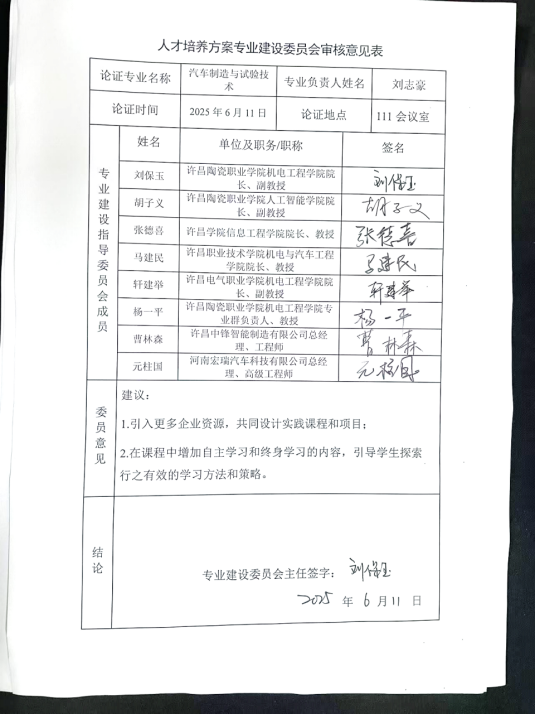 人才培养方案专业建设委员会审核意见表
论证专业名称
汽车制造与试验技
术
专业负责人姓名
刘志豪
论证时间
2025 年 6 月 11 日
论证地点
111 会议室
专业建设指导委员会成员
姓名
单位及职务/职称
签名
刘保玉
许昌陶瓷职业学院机电工程学院院
长、副教授
刘保玉
胡子义
许昌陶瓷职业学院人工智能学院院
长、副教授
胡子义
张德喜
许昌学院信息工程学院院长、教授
张德喜
马建民
许昌职业技术学院机电与汽车工程
学院院长、教授
马建民
轩建举
许昌电气职业学院机电工程学院院
长、副教授
轩建举
杨一平
许昌陶瓷职业学院机电工程学院专
业群负责人、教授
杨一平
曹林森
许昌中锋智能制造有限公司总经
理、工程师
曹林森
元柱国
河南宏瑞汽车科技有限公司总经
理、高级工程师
元柱国
委员意见
建议：
1.引入更多企业资源，共同设计实践课程和项目；
2.在课程中增加自主学习和终身学习的内容，引导学生探索
行之有效的学习方法和策略。
结论
专业建设委员会主任签字： 刘保玉
2025 年 6 月 11 日